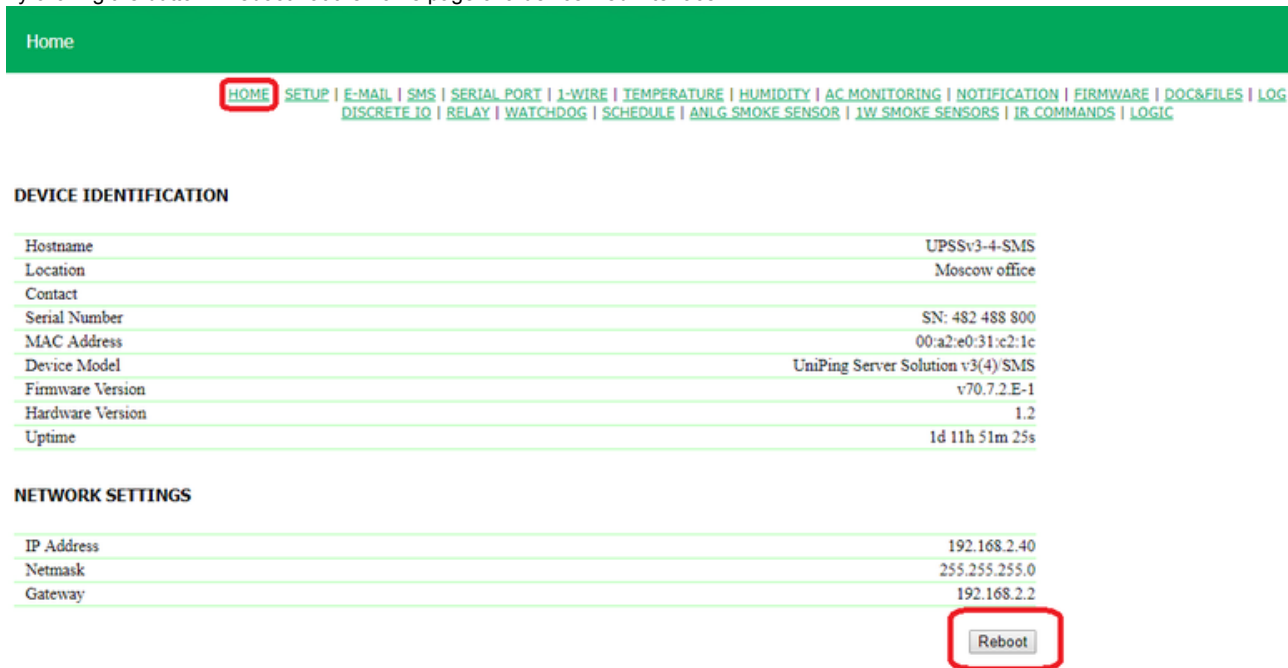 Home
HOME | SETUP | E-MAIL | SMS | SERIAL PORT | 1-WIRE | TEMPERATURE | HUMIDITY | AC MONITORING | NOTIFICATION | FIRMWARE | DOC&FILES | LOG
DISCRETE IO | RELAY | WATCHDOG | SCHEDULE | ANLG SMOKE SENSOR | 1W SMOKE SENSORS | IR COMMANDS | LOGIC
DEVICE IDENTIFICATION
Hostname UPSSv3-4-SMS
Location Moscow office
Contact
Serial Number SN: 482 488 800
MAC Address 00:a2:e0:31:c2:1c
Device Model UniPing Server Solution v3(4)/SMS
Firmware Version v70.7.2.E-1
Hardware Version 1.2
Uptime 1d 11h 51m 25s
NETWORK SETTINGS
IP Address 192.168.2.40
Netmask 255.255.255.0
Gateway 192.168.2.2
Reboot